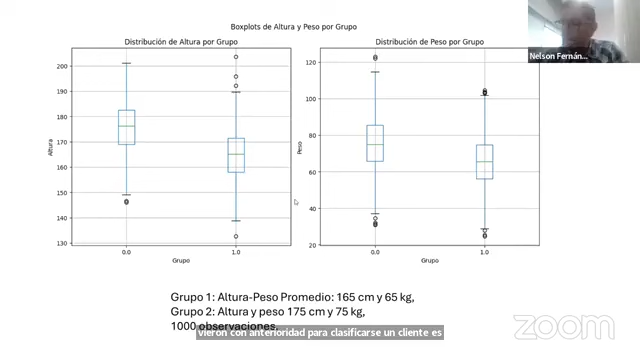 Boxplots de Altura y Peso por Grupo
Distribución de Altura por Grupo
200
190
180
170
160
150
140
130
Altura
0.0
1.0
Grupo
Distribución de Peso por Grupo
120
100
80
60
40
20
Peso
0.0
1.0
Grupo
Nelson Fernán...
Grupo 1: Altura-Peso Promedio: 165 cm y 65 kg,
Grupo 2: Altura y peso 175 cm y 75 kg,
1000 observaciones.
vieron con anterioridad para clasificarse un cliente es
zoom